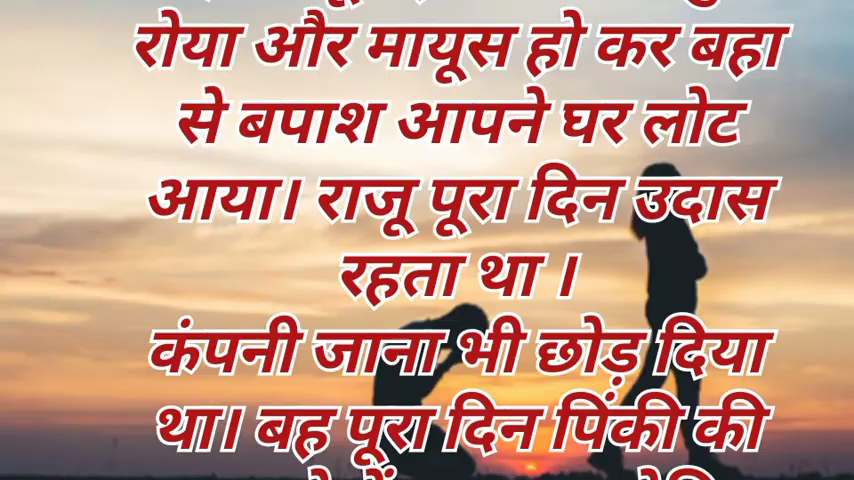 रोया और मायूस हो कर बहा
से बपाश आपने घर लोट
आया। राजू पूरा दिन उदास
रहता था ।
कंपनी जाना भी छोड़ दिया
था। बह पूरा दिन पिंकी की